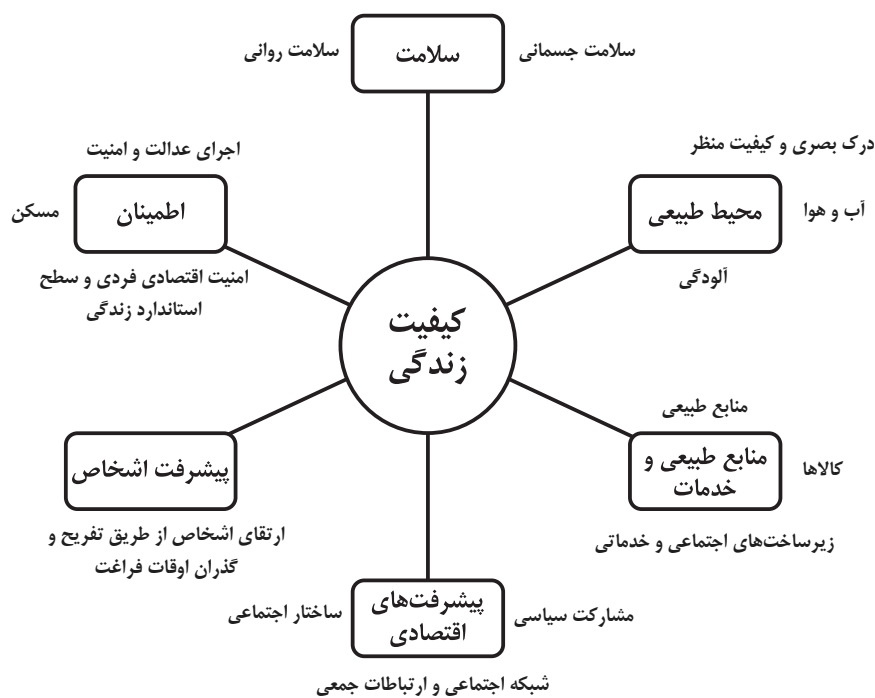 سلامت جسمانی
سلامت
سلامت روانی
درک بصری و کیفیت منظر
محیط طبیعی
آب و هوا
آلودگی
اجرای عدالت و امنیت
اطمینان
مسکن
امنیت اقتصادی فردی و سطح
استاندارد زندگی
کیفیت
زندگی
منابع طبیعی
منابع طبیعی و
خدمات
کالاها
زیرساخت‌های اجتماعی و خدماتی
پیشرفت اشخاص
ارتقای اشخاص از طریق تفریح و
گذران اوقات فراغت
مشارکت سیاسی
پیشرفت‌های
اقتصادی
ساختار اجتماعی
شبکه اجتماعی و ارتباطات جمعی